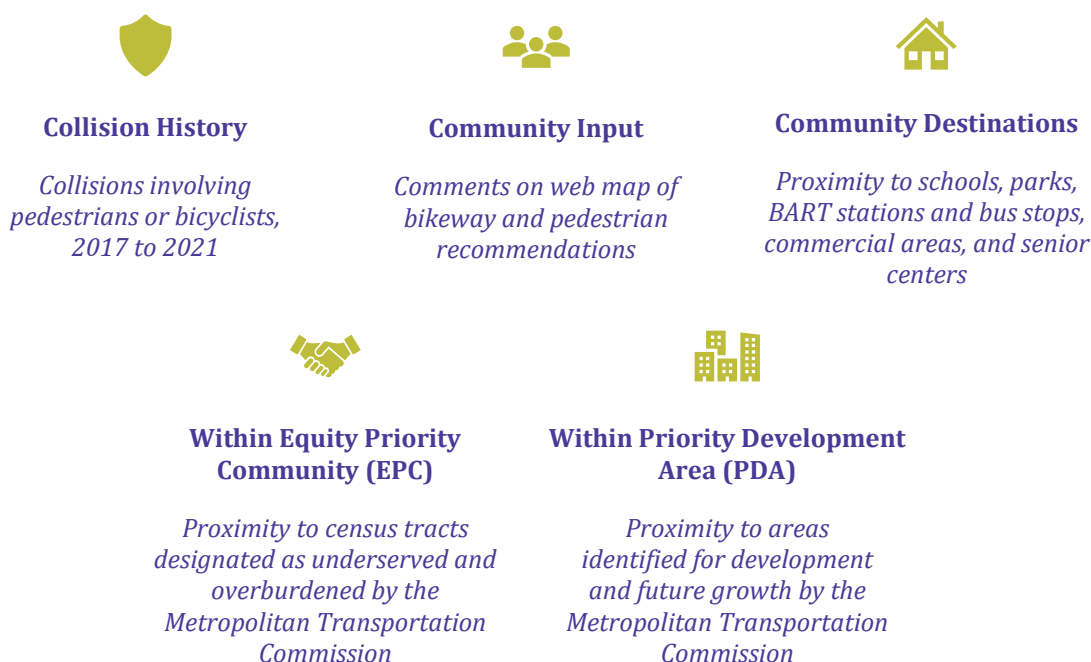 Collision History
Collisions involving
pedestrians or bicyclists,
2017 to 2021
Community Input
Comments on web map of
bikeway and pedestrian
recommendations
Community Destinations
Proximity to schools, parks,
BART stations and bus stops,
commercial areas, and senior
centers
Within Equity Priority
Community (EPC)
Proximity to census tracts
designated as underserved and
overburdened by the
Metropolitan Transportation
Commission
Within Priority Development
Area (PDA)
Proximity to areas
identified for development
and future growth by the
Metropolitan Transportation
Commission